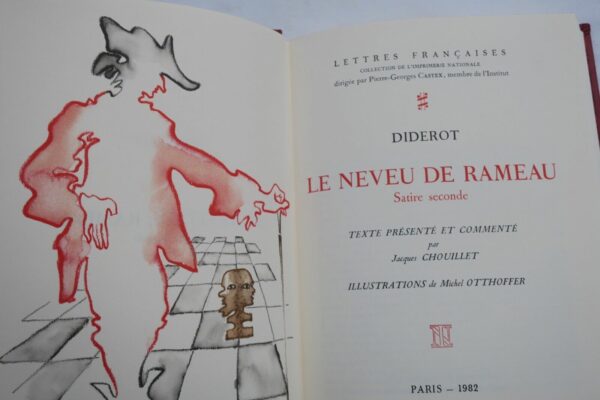 LETTRES FRANÇAISES
COLLECTION DE L'IMPRIMERIE NATIONALE
dirigée par Pierre-Georges CASTEX, membre de l'Institut
DIDEROT
LE NEVEU DE RAMEAU
Satire seconde
TEXTE PRÉSENTÉ ET COMMENTÉ
par
Jacques CHOUILLET
ILLUSTRATIONS de Michel OTTHOFFER
PARIS – 1982